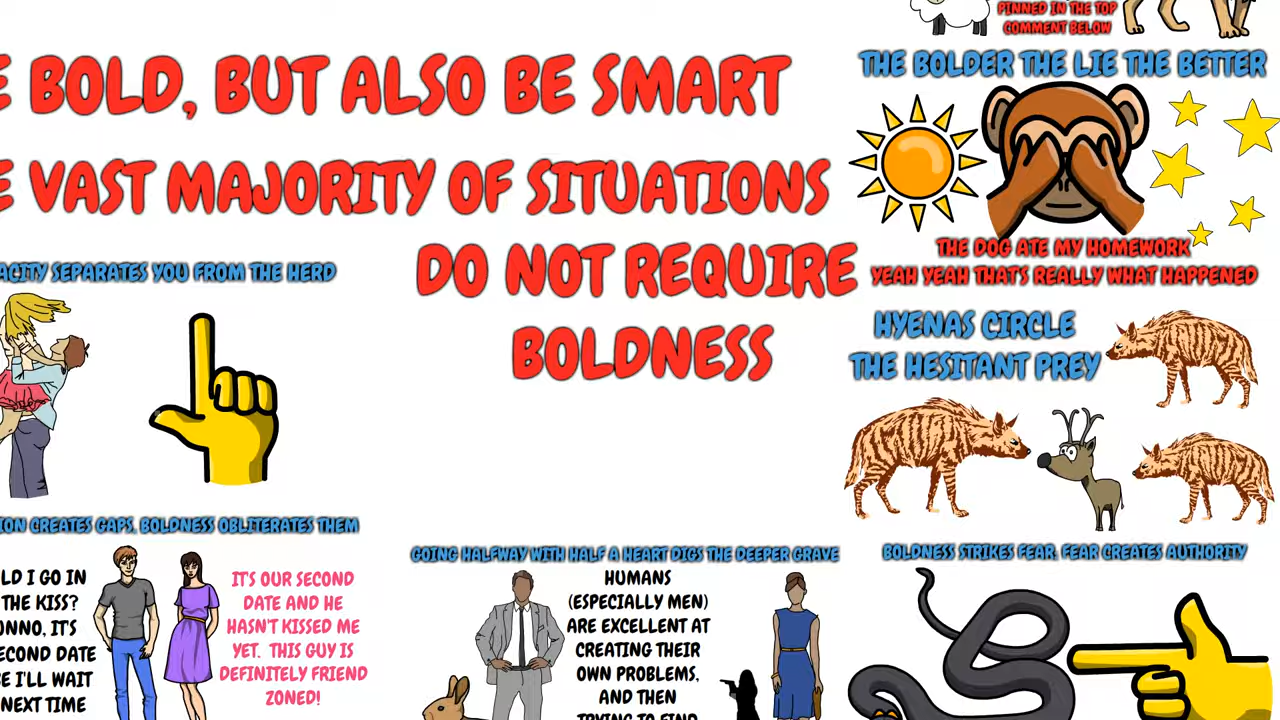 PINNED IN THE TOP
COMMENT BELOW
E BOLD, BUT ALSO BE SMART
E VAST MAJORITY OF SITUATIONS
DO NOT REQUIRE
BOLDNESS
THE BOLDER THE LIE THE BETTER
THE DOG ATE MY HOMEWORK
YEAH YEAH THAT'S REALLY WHAT HAPPENED
ACITY SEPARATES YOU FROM THE HERD
HYENAS CIRCLE
THE HESITANT PREY
ION CREATES GAPS, BOLDNESS OBLITERATES THEM
LD I GO IN
THE KISS?
UNNO, IT'S
ECOND DATE
E I'LL WAIT
NEXT TIME
IT'S OUR SECOND
DATE AND HE
HASN'T KISSED ME
YET. THIS GUY IS
DEFINITELY FRIEND
ZONED!
GOING HALFWAY WITH HALF A HEART DIGS THE DEEPER GRAVE
HUMANS
(ESPECIALLY MEN)
ARE EXCELLENT AT
CREATING THEIR
OWN PROBLEMS,
AND THEN
TRYING TO FIND
BOLDNESS STRIKES FEAR, FEAR CREATES AUTHORITY